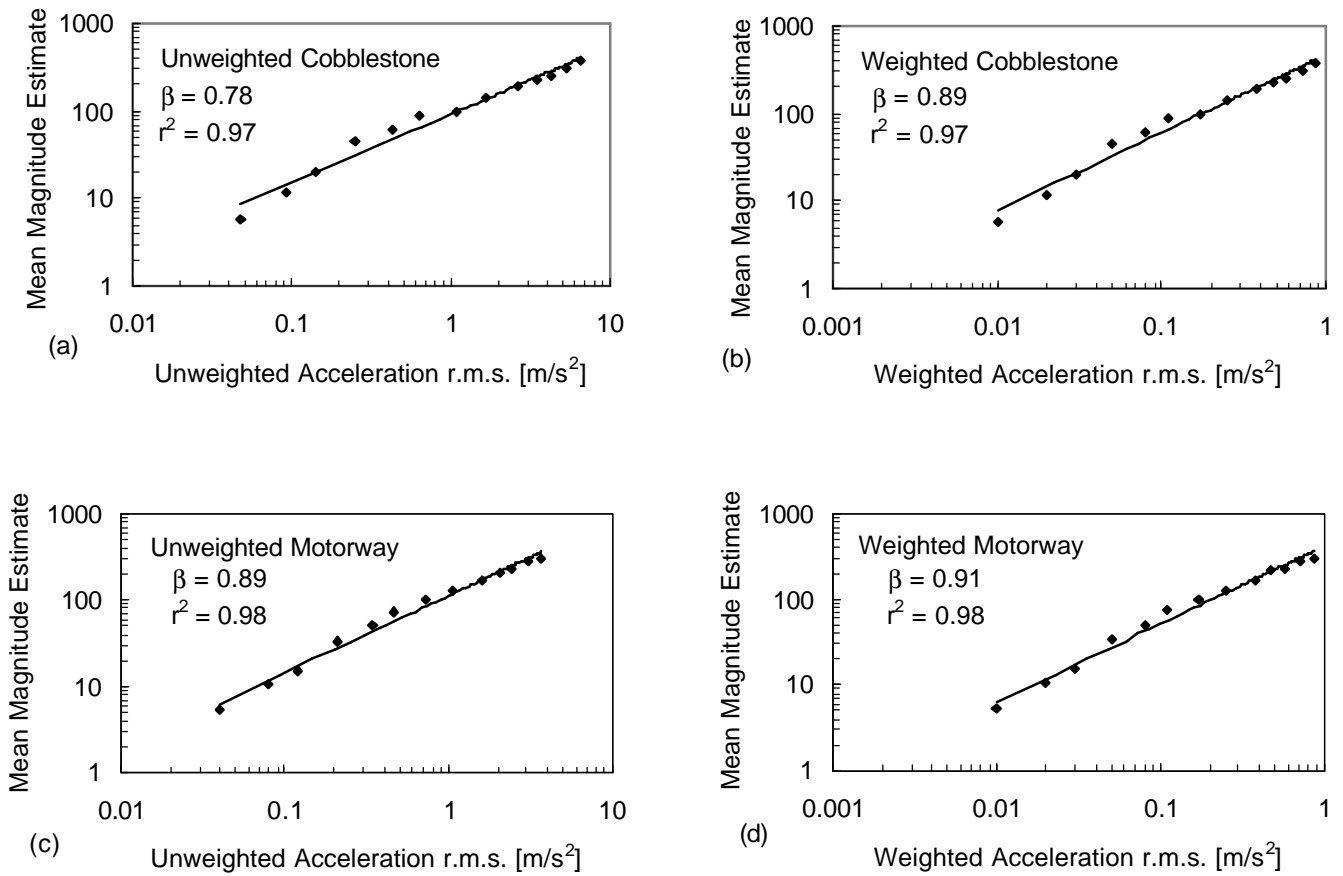 Mean Magnitude Estimate
1000
100
10
1
Unweighted Cobblestone
β = 0.78
r² = 0.97
0.01 0.1 1 10
(a)
Unweighted Acceleration r.m.s. [m/s²]
Mean Magnitude Estimate
1000
100
10
1
Weighted Cobblestone
β = 0.89
r² = 0.97
0.001 0.01 0.1 1
(b)
Weighted Acceleration r.m.s. [m/s²]
Mean Magnitude Estimate
1000
100
10
1
Unweighted Motorway
β = 0.89
r² = 0.98
0.01 0.1 1 10
(c)
Unweighted Acceleration r.m.s. [m/s²]
Mean Magnitude Estimate
1000
100
10
1
Weighted Motorway
β = 0.91
r² = 0.98
0.001 0.01 0.1 1
(d)
Weighted Acceleration r.m.s. [m/s²]